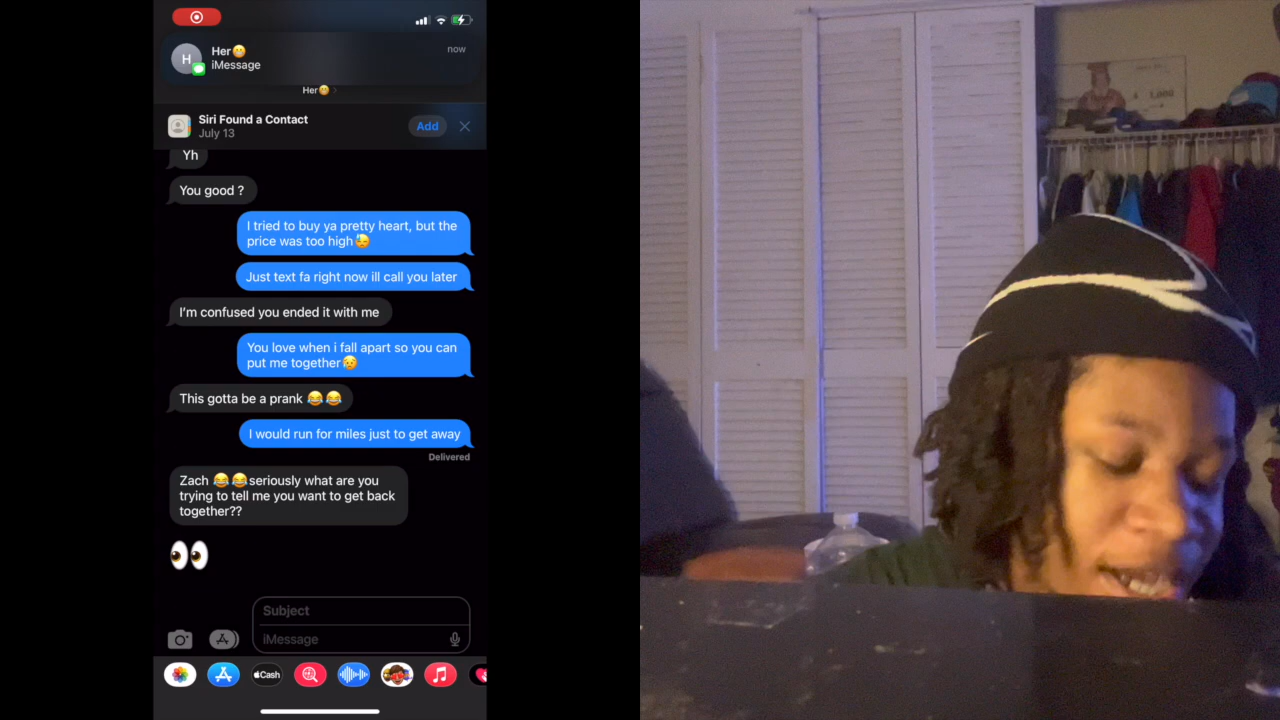 Her😁
iMessage
now
Her😁
Siri Found a Contact
July 13
Add
Yh
You good ?
I tried to buy ya pretty heart, but the
price was too high😓
Just text fa right now ill call you later
I'm confused you ended it with me
You love when i fall apart so you can
put me together😥
This gotta be a prank 😂😂
I would run for miles just to get away
Delivered
Zach 😂😂seriously what are you
trying to tell me you want to get back
together??
👀
Subject
iMessage
Cash
H